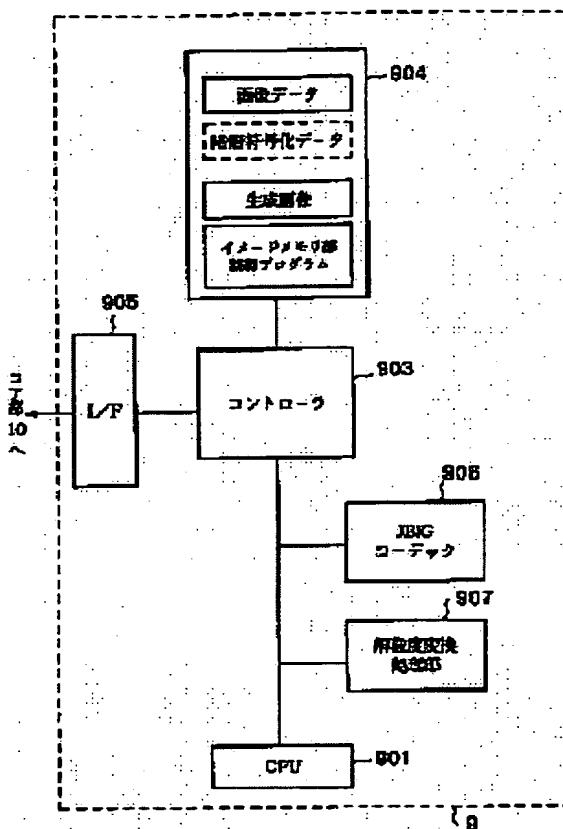 904
画像データ
階層符号化データ
生成画像
イメージメモリ部
制御プログラム
905
I/F
コア部
10へ
コントローラ
903
906
JBIG
コーデック
907
解像度変換
処理部
CPU
901
9